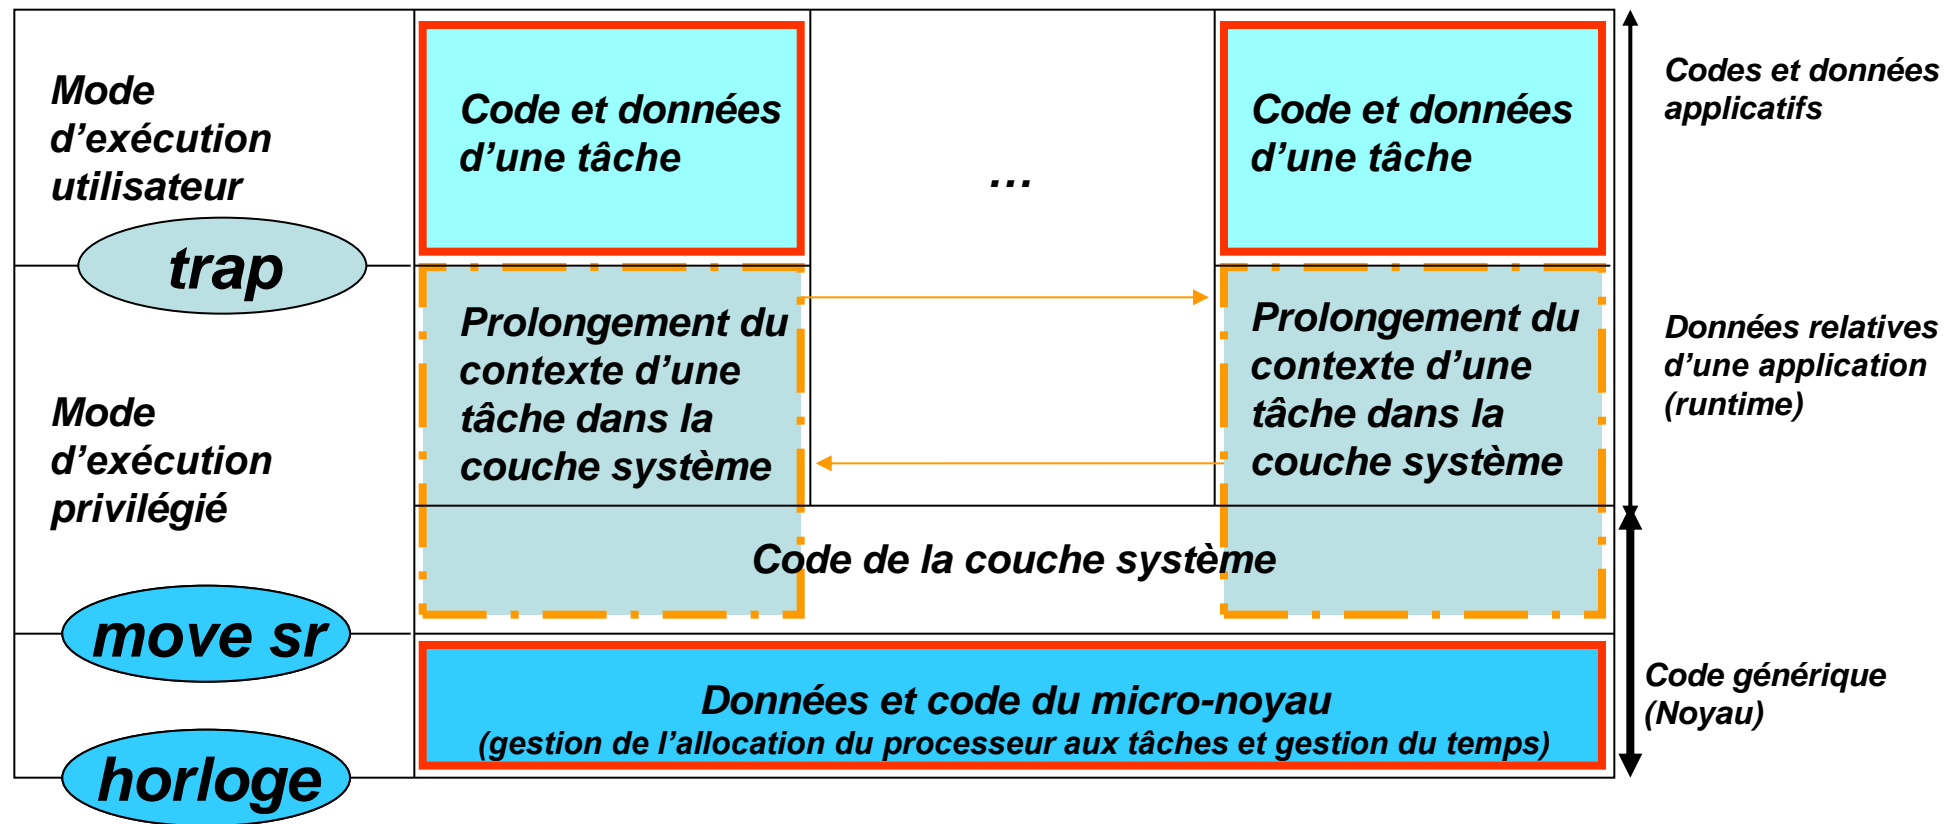 Mode
d’exécution
utilisateur
trap
Mode
d’exécution
privilégié
move sr
horloge
Code et données
d’une tâche
…
Code et données
d’une tâche
Prolongement du
contexte d’une
tâche dans la
couche système
Prolongement du
contexte d’une
tâche dans la
couche système
Code de la couche système
Données et code du micro-noyau
(gestion de l’allocation du processeur aux tâches et gestion du temps)
Codes et données
applicatifs
Données relatives
d’une application
(runtime)
Code générique
(Noyau)